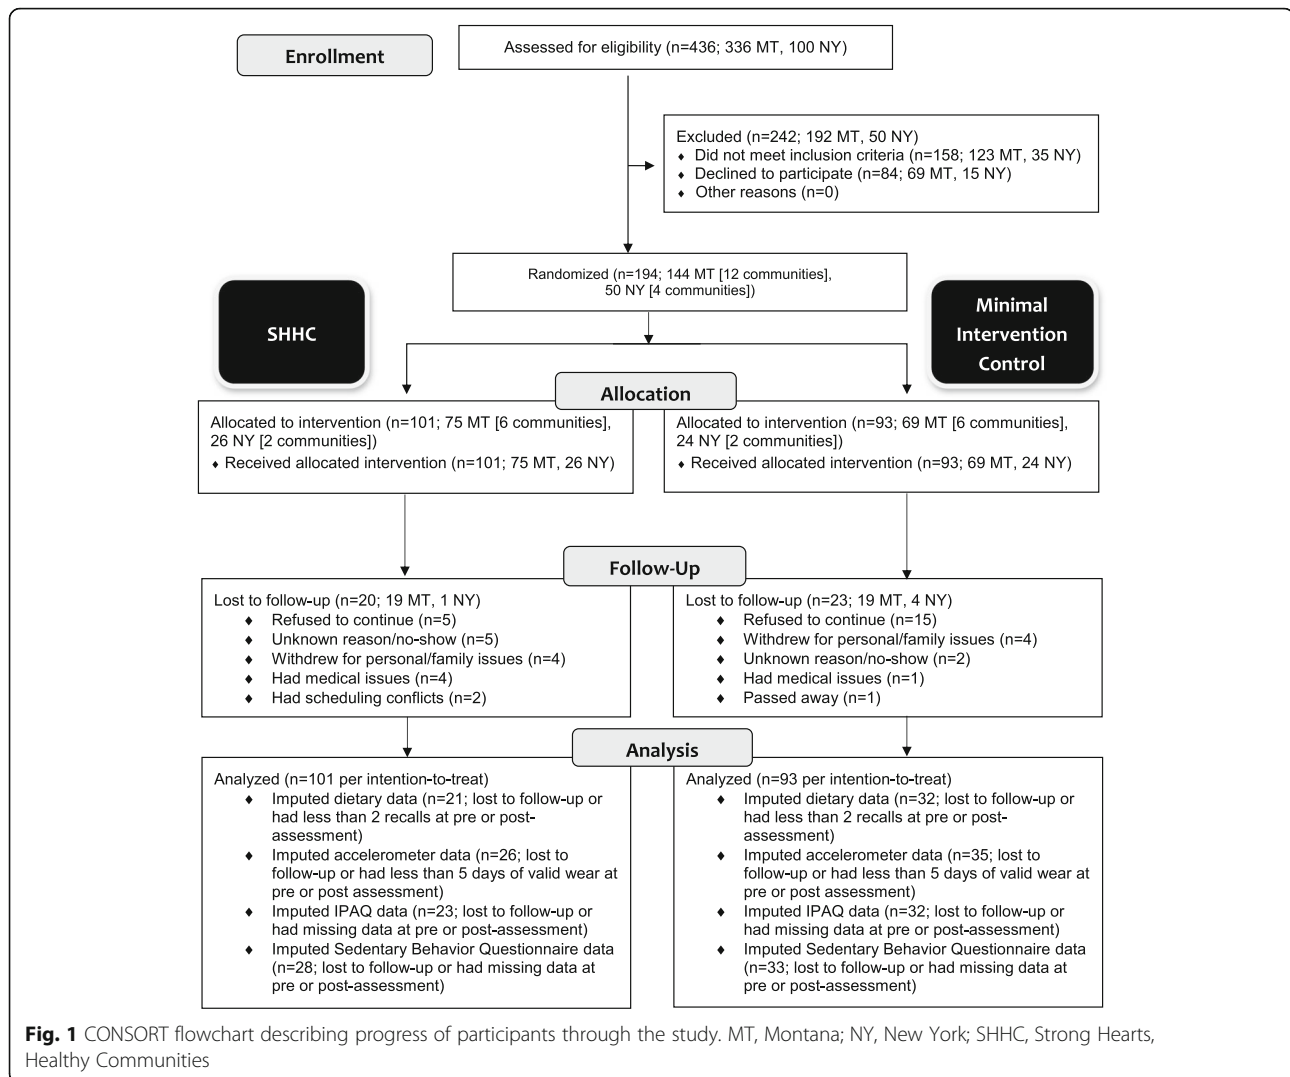 Enrollment
Assessed for eligibility (n=436; 336 MT, 100 NY)
Excluded (n=242; 192 MT, 50 NY)
♦ Did not meet inclusion criteria (n=158; 123 MT, 35 NY)
♦ Declined to participate (n=84; 69 MT, 15 NY)
♦ Other reasons (n=0)
Randomized (n=194; 144 MT [12 communities],
50 NY [4 communities])
SHHC
Minimal
Intervention
Control
Allocation
Allocated to intervention (n=101; 75 MT [6 communities],
26 NY [2 communities])
♦ Received allocated intervention (n=101; 75 MT, 26 NY)
Allocated to intervention (n=93; 69 MT [6 communities],
24 NY [2 communities])
♦ Received allocated intervention (n=93; 69 MT, 24 NY)
Follow-Up
Lost to follow-up (n=20; 19 MT, 1 NY)
♦ Refused to continue (n=5)
♦ Unknown reason/no-show (n=5)
♦ Withdrew for personal/family issues (n=4)
♦ Had medical issues (n=4)
♦ Had scheduling conflicts (n=2)
Lost to follow-up (n=23; 19 MT, 4 NY)
♦ Refused to continue (n=15)
♦ Withdrew for personal/family issues (n=4)
♦ Unknown reason/no-show (n=2)
♦ Had medical issues (n=1)
♦ Passed away (n=1)
Analysis
Analyzed (n=101 per intention-to-treat)
♦ Imputed dietary data (n=21; lost to follow-up or
had less than 2 recalls at pre or post-
assessment)
♦ Imputed accelerometer data (n=26; lost to
follow-up or had less than 5 days of valid wear at
pre or post assessment)
♦ Imputed IPAQ data (n=23; lost to follow-up or
had missing data at pre or post-assessment)
♦ Imputed Sedentary Behavior Questionnaire data
(n=28; lost to follow-up or had missing data at
pre or post-assessment)
Analyzed (n=93 per intention-to-treat)
♦ Imputed dietary data (n=32; lost to follow-up or
had less than 2 recalls at pre or post-
assessment)
♦ Imputed accelerometer data (n=35; lost to
follow-up or had less than 5 days of valid wear at
pre or post assessment)
♦ Imputed IPAQ data (n=32; lost to follow-up or
had missing data at pre or post-assessment)
♦ Imputed Sedentary Behavior Questionnaire data
(n=33; lost to follow-up or had missing data at
pre or post-assessment)
Fig. 1 CONSORT flowchart describing progress of participants through the study. MT, Montana; NY, New York; SHHC, Strong Hearts,
Healthy Communities